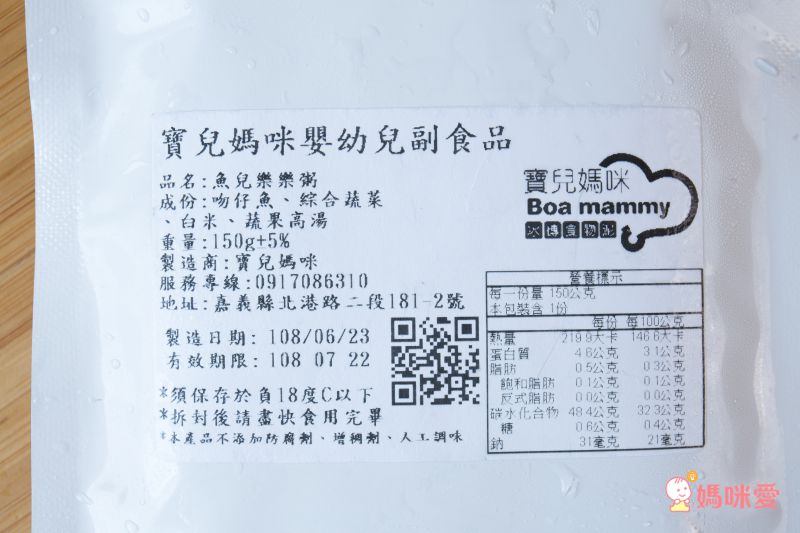 寶兒媽咪嬰幼兒副食品
品名:魚兒樂樂粥
成份:吻仔魚、綜合蔬菜
、白米、蔬果高湯
重量:150g+5%
製造商:寶兒媽咪
服務專線:0917086310
地址:嘉義縣北港路二段181-2號
製造日期: 108/06/23
有效期限: 108 07 22
*須保存於負18度C以下
*拆封後請盡快食用完畢
*本產品不添加防腐劑、增稠劑、人工調味
寶兒媽咪
Boa mammy
冰磚食物泥
營養標示
每一份量 150公克
本包裝含 1份
每份 每100公克
熱量 219.9大卡 146.6大卡
蛋白質 4.6公克 3.1公克
脂肪 0.5公克 0.3公克
飽和脂肪 0.1公克 0.1公克
反式脂肪 0.0公克 0.0公克
碳水化合物 48.4公克 32.3公克
糖 0.6公克 0.4公克
鈉 31毫克 21毫克
媽咪愛